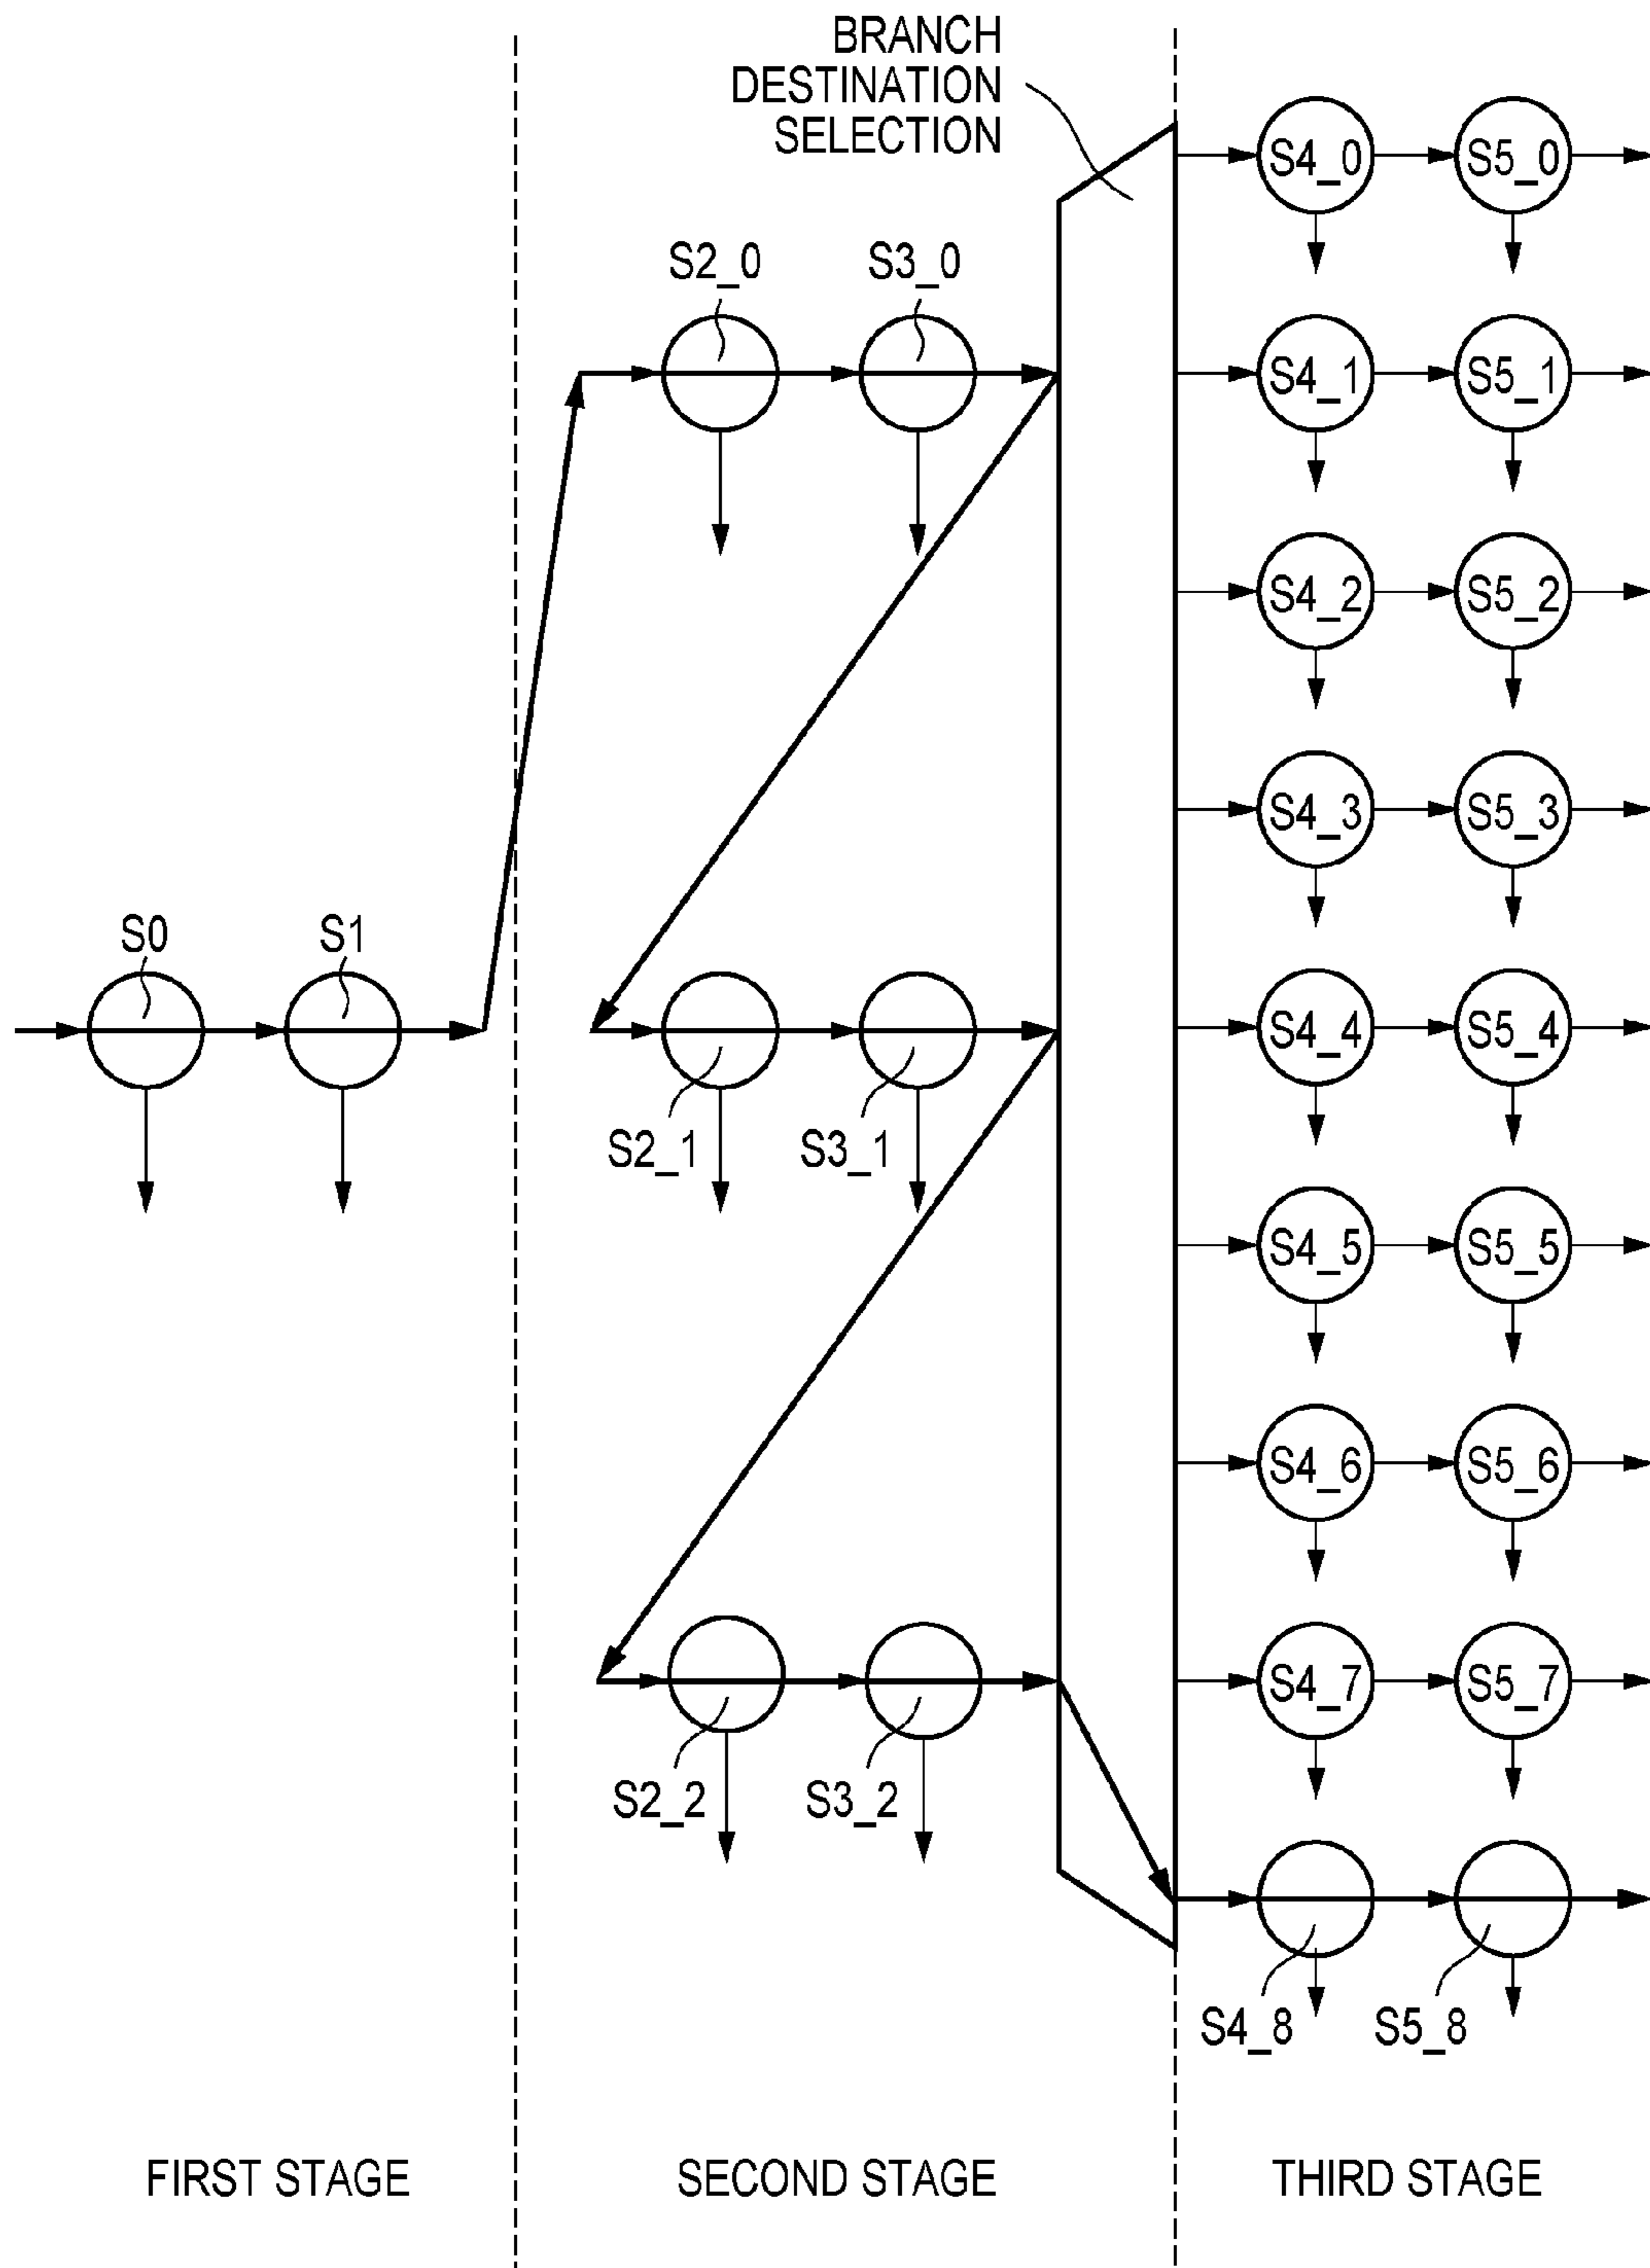 BRANCH
DESTINATION
SELECTION
S4_0 S5_0
S2_0 S3_0
S4_1 S5_1
S4_2 S5_2
S4_3 S5_3
S0 S1
S4_4 S5_4
S2_1 S3_1
S4_5 S5_5
S4_6 S5_6
S4_7 S5_7
S2_2 S3_2
S4_8 S5_8
FIRST STAGE SECOND STAGE THIRD STAGE